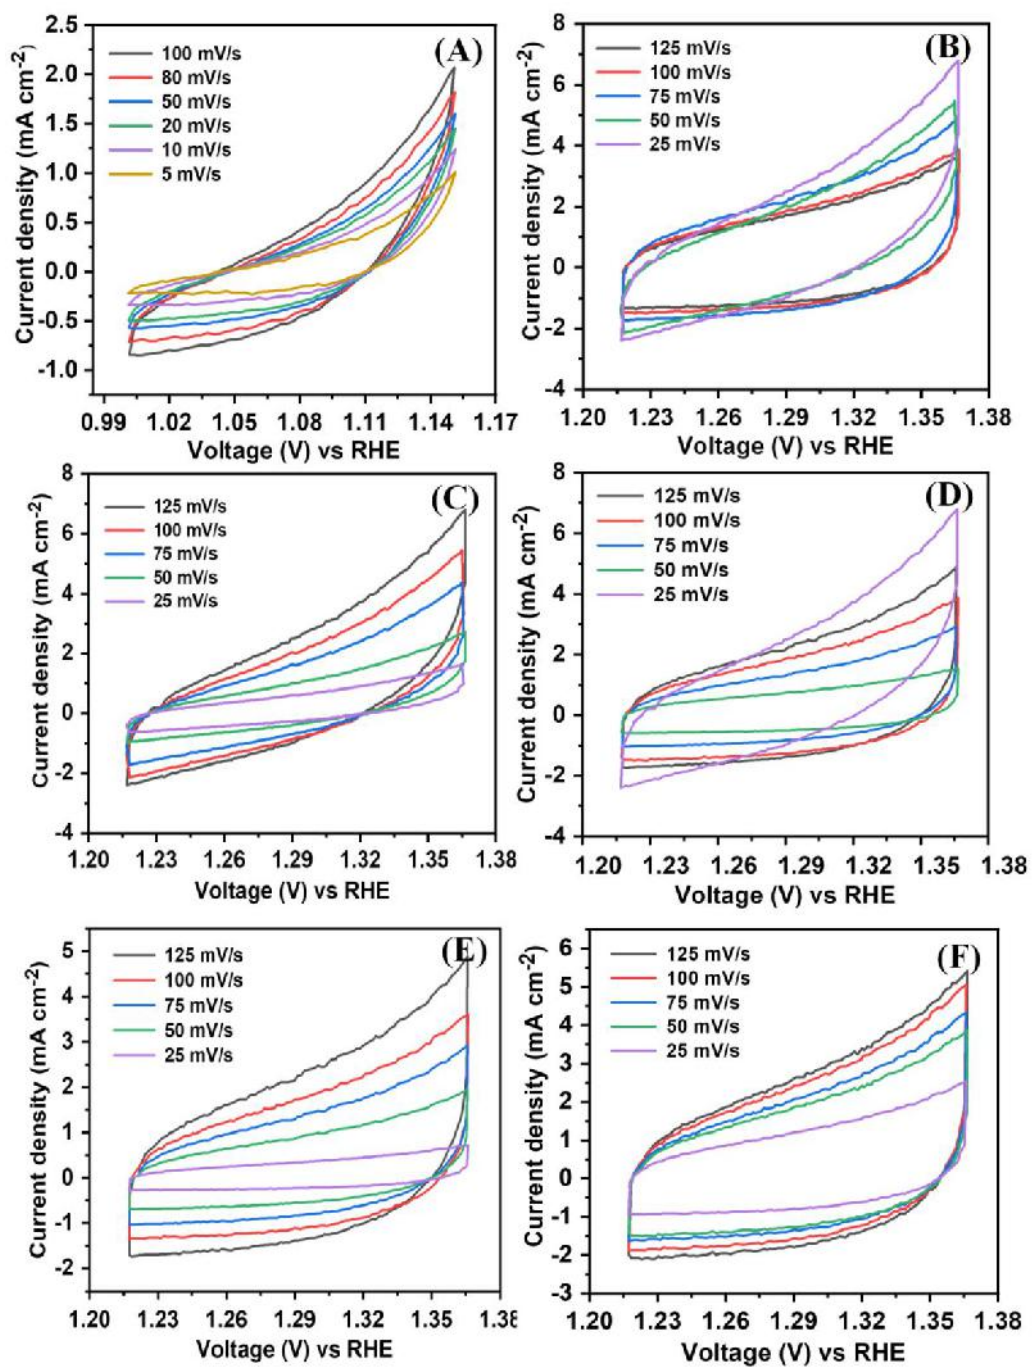 (A)
100 mV/s
80 mV/s
50 mV/s
20 mV/s
10 mV/s
5 mV/s
2.5
2.0
1.5
1.0
0.5
0.0
-0.5
-1.0
Current density (mA cm-2)
0.99 1.02 1.05 1.08 1.11 1.14 1.17
Voltage (V) vs RHE
(B)
125 mV/s
100 mV/s
75 mV/s
50 mV/s
25 mV/s
8
6
4
2
0
-2
-4
Current density (mA cm-2)
1.20 1.23 1.26 1.29 1.32 1.35 1.38
Voltage (V) vs RHE
(C)
125 mV/s
100 mV/s
75 mV/s
50 mV/s
25 mV/s
8
6
4
2
0
-2
-4
Current density (mA cm-2)
1.20 1.23 1.26 1.29 1.32 1.35 1.38
Voltage (V) vs RHE
(D)
125 mV/s
100 mV/s
75 mV/s
50 mV/s
25 mV/s
8
6
4
2
0
-2
-4
Current density (mA cm-2)
1.20 1.23 1.26 1.29 1.32 1.35 1.38
Voltage (V) vs RHE
(E)
125 mV/s
100 mV/s
75 mV/s
50 mV/s
25 mV/s
5
4
3
2
1
0
-1
-2
Current density (mA cm-2)
1.20 1.23 1.26 1.29 1.32 1.35 1.38
Voltage (V) vs RHE
(F)
125 mV/s
100 mV/s
75 mV/s
50 mV/s
25 mV/s
6
5
4
3
2
1
0
-1
-2
-3
Current density (mA cm-2)
1.20 1.23 1.26 1.29 1.32 1.35 1.38
Voltage (V) vs RHE